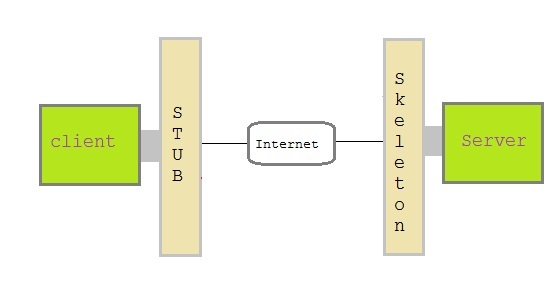 client
STUB
Internet
Skeleton
Server